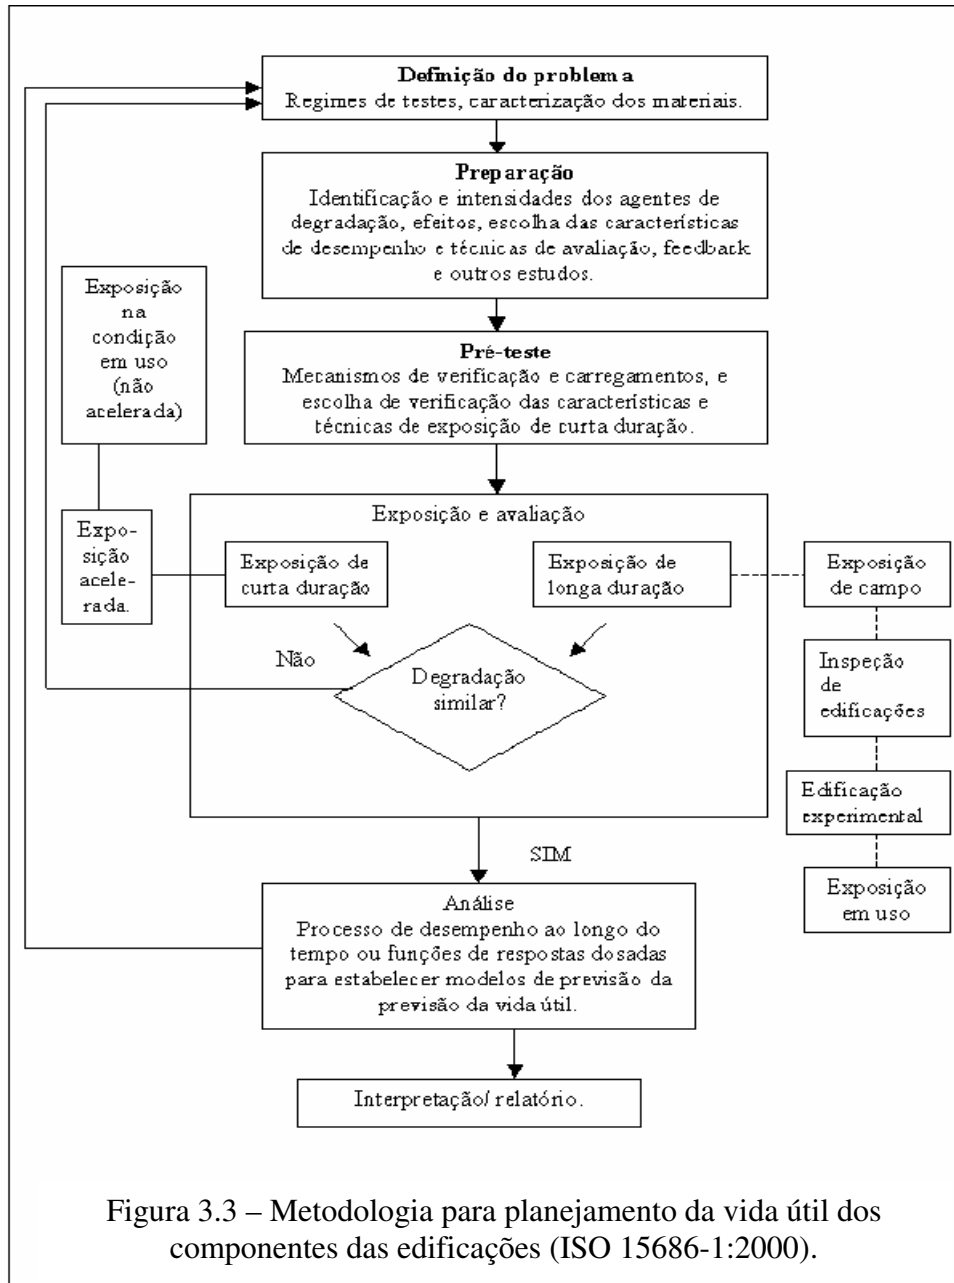 Definição do problema
Regimes de testes, caracterização dos materiais.
Preparação
Identificação e intensidades dos agentes de
degradação, efeitos, escolha das características
de desempenho e técnicas de avaliação, feedback
e outros estudos.
Exposição
na
condição
em uso
(não
acelerada)
Pré-teste
Mecanismos de verificação e carregamentos, e
escolha de verificação das características e
técnicas de exposição de curta duração.
Exposição e avaliação
Expo-
sição
acele-
rada.
Exposição de
curta duração
Exposição de
longa duração
Exposição
de campo
Não
Degradação
similar?
Inspeção
de
edificações
Edificação
experimental
Exposição
em uso
SIM
Análise
Processo de desempenho ao longo do
tempo ou funções de respostas dosadas
para estabelecer modelos de previsão da
previsão da vida útil.
Interpretação/ relatório.
Figura 3.3 – Metodologia para planejamento da vida útil dos
componentes das edificações (ISO 15686-1:2000).